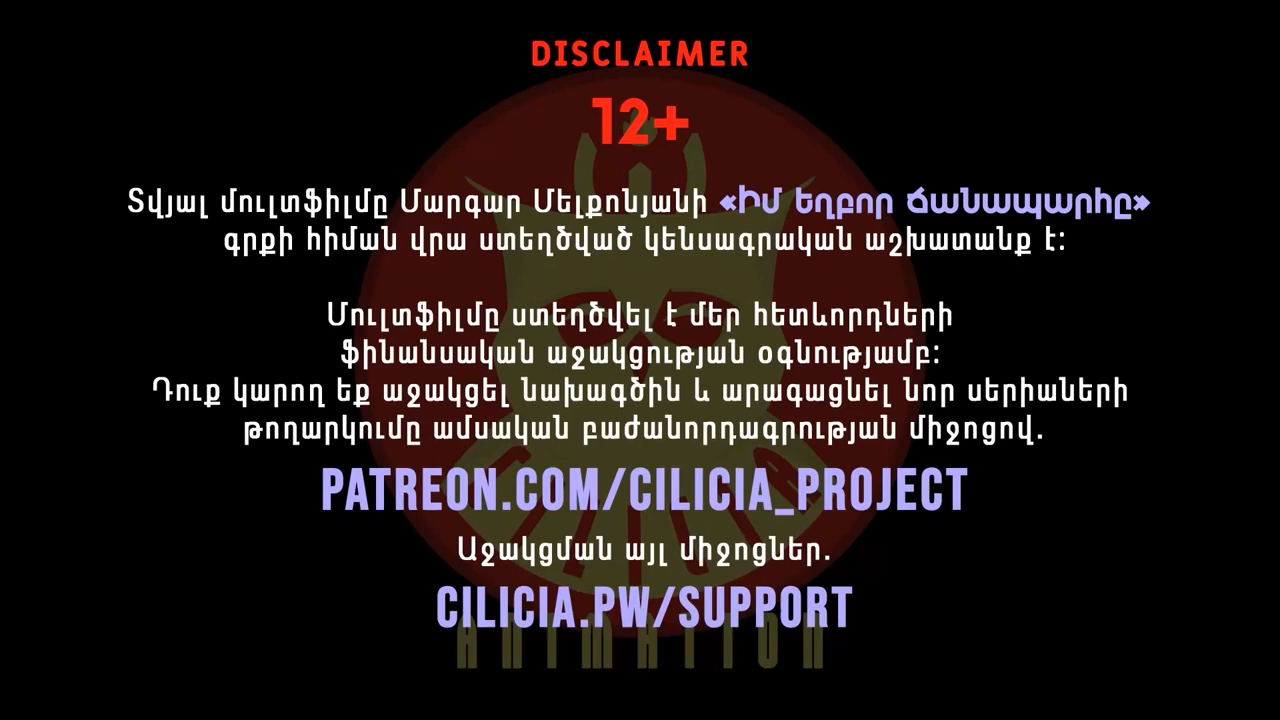 DISCLAIMER
12+
Տվյալ մուլտֆիլմը Մարգար Մելքոնյանի «ԻՄ ԵՂԲՈՐ ՃԱՆԱՊԱՐՀԸ»
գրքի հիման վրա ստեղծված կենսագրական աշխատանք է:
Մուլտֆիլմը ստեղծվել է մեր հետևորդների
ֆինանսական աջակցության օգնությամբ:
Դուք կարող եք աջակցել նախագծին և արագացնել նոր սերիաների
թողարկումը ամսական բաժանորդագրության միջոցով.
PATREON.COM/CILICIA_PROJECT
CILICIA
Աջակցման այլ միջոցներ.
CILICIA.PW/SUPPORT
ANIMATION